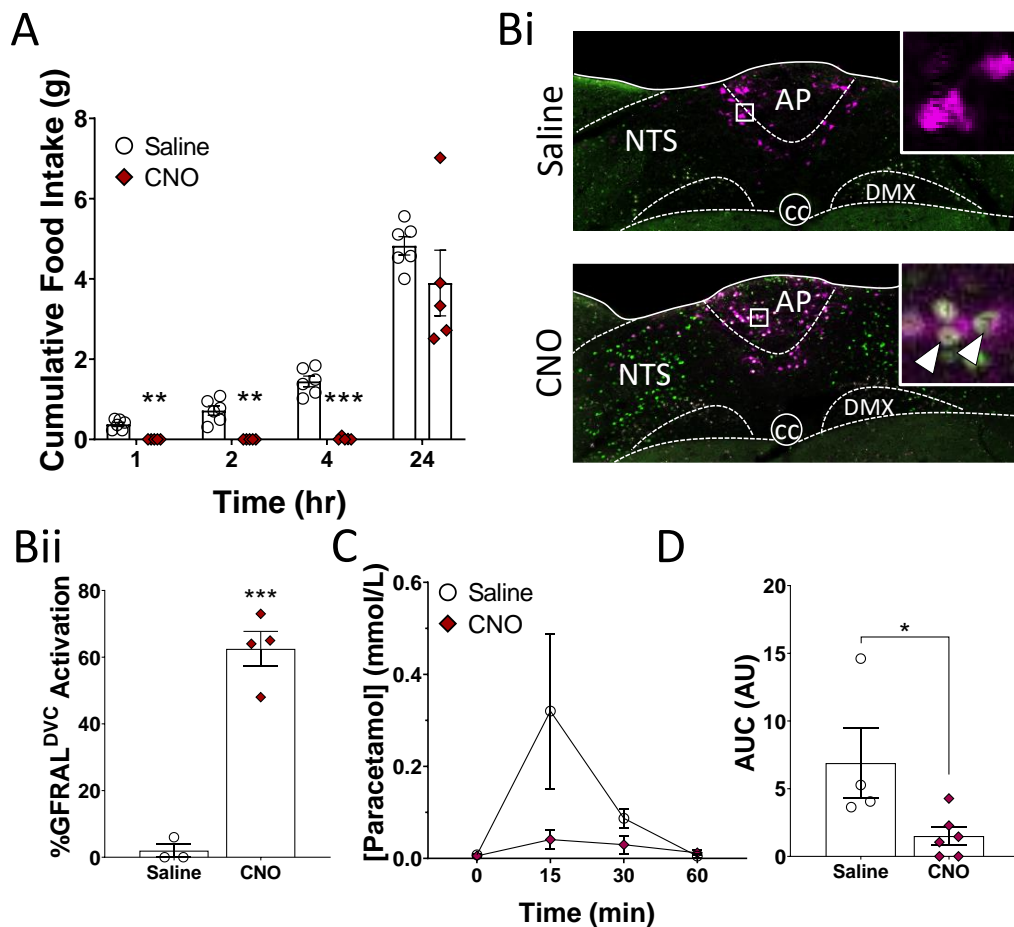 A
Cumulative Food Intake (g)
8
6
4
2
0
Saline
CNO
** ** ***
1 2 4 24
Time (hr)
Bi
Saline
AP
NTS
DMX
cc
CNO
AP
NTS
DMX
cc
Bii
%GFRAL^DVC Activation
80
60
40
20
0
***
Saline CNO
C
[Paracetamol] (mmol/L)
0.6
0.4
0.2
0.0
Saline
CNO
0 15 30 60
Time (min)
D
AUC (AU)
20
15
10
5
0
*
Saline CNO